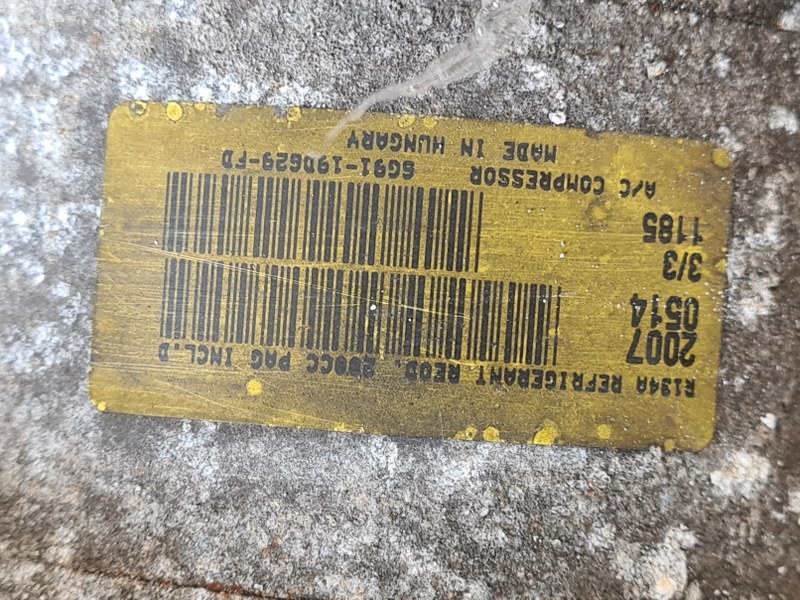 R134A REFRIGERANT REQD. 200CC PAG INCL.D
2007
0514
3/3
1185
A/C COMPRESSOR 6G91-19D629-FD
MADE IN HUNGARY